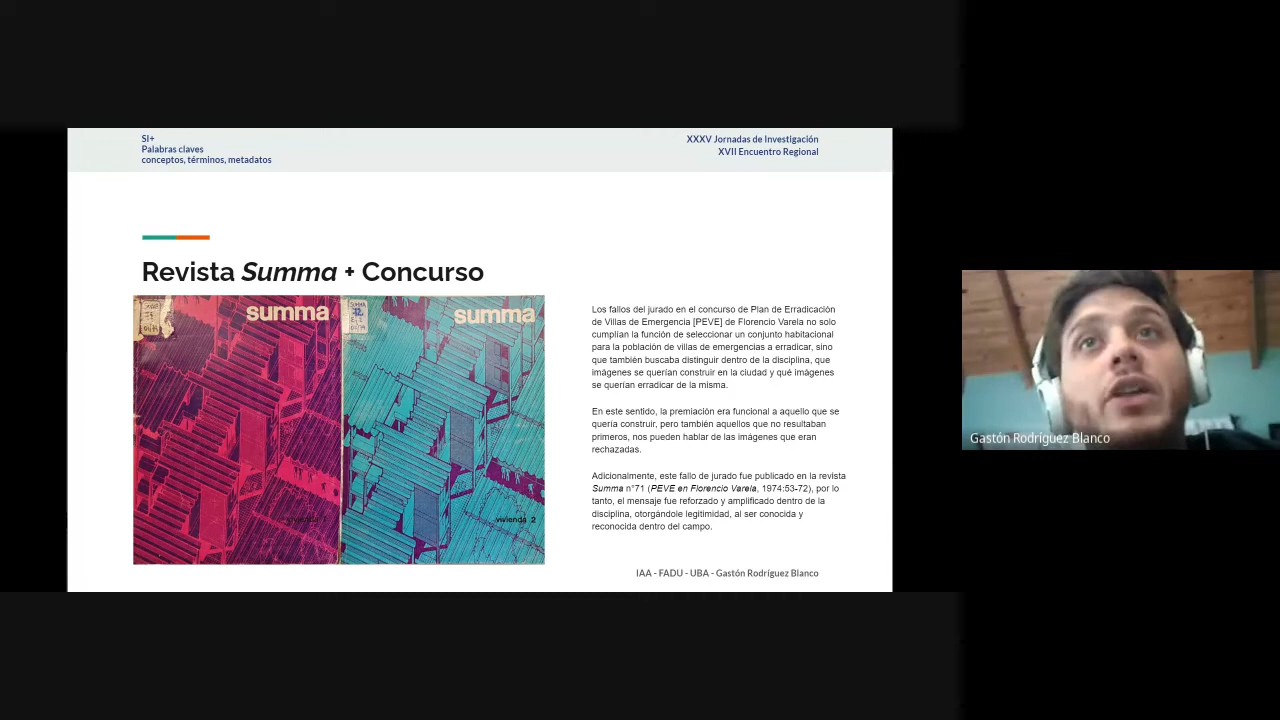 SI+
Palabras claves
conceptos, términos, metadatos
XXXV Jornadas de Investigación
XVII Encuentro Regional
Revista Summa + Concurso
summa
summa
vivienda 2
Los fallos del jurado en el concurso de Plan de Erradicación
de Villas de Emergencia [PEVE] de Florencio Varela no solo
cumplían la función de seleccionar un conjunto habitacional
para la población de villas de emergencias a erradicar, sino
que también buscaba distinguir dentro de la disciplina, que
imágenes se querían construir en la ciudad y qué imágenes
se querían erradicar de la misma.
En este sentido, la premiación era funcional a aquello que se
quería construir, pero también aquellos que no resultaban
primeros, nos pueden hablar de las imágenes que eran
rechazadas.
Adicionalmente, este fallo de jurado fue publicado en la revista
Summa n°71 (PEVE en Florencio Varela, 1974:53-72), por lo
tanto, el mensaje fue reforzado y amplificado dentro de la
disciplina, otorgándole legitimidad, al ser conocida y
reconocida dentro del campo.
IAA - FADU - UBA - Gastón Rodríguez Blanco
Gastón Rodríguez Blanco